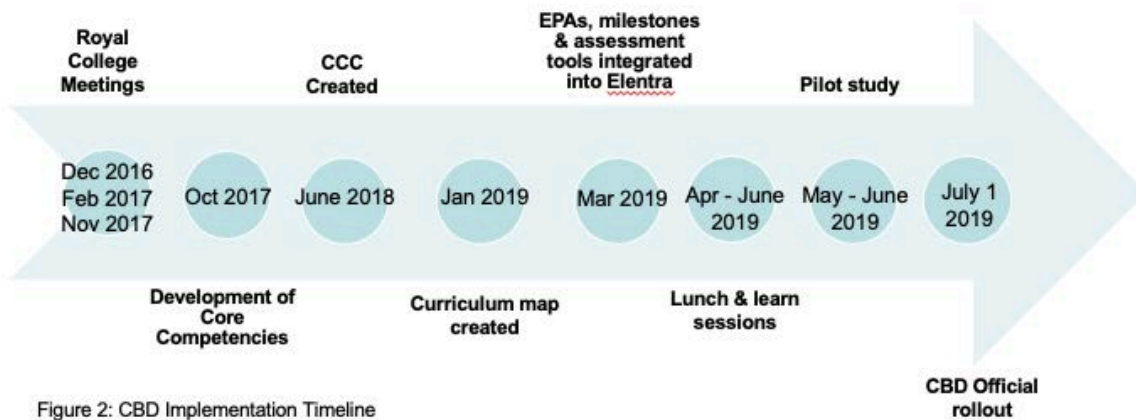 Royal
College
Meetings
CCC
Created
EPAs, milestones
& assessment
tools integrated
into Elentra
Pilot study
Dec 2016
Feb 2017
Nov 2017
Oct 2017
June 2018
Jan 2019
Mar 2019
Apr - June
2019
May - June
2019
July 1
2019
Development of
Core
Competencies
Curriculum map
created
Lunch & learn
sessions
CBD Official
rollout
Figure 2: CBD Implementation Timeline